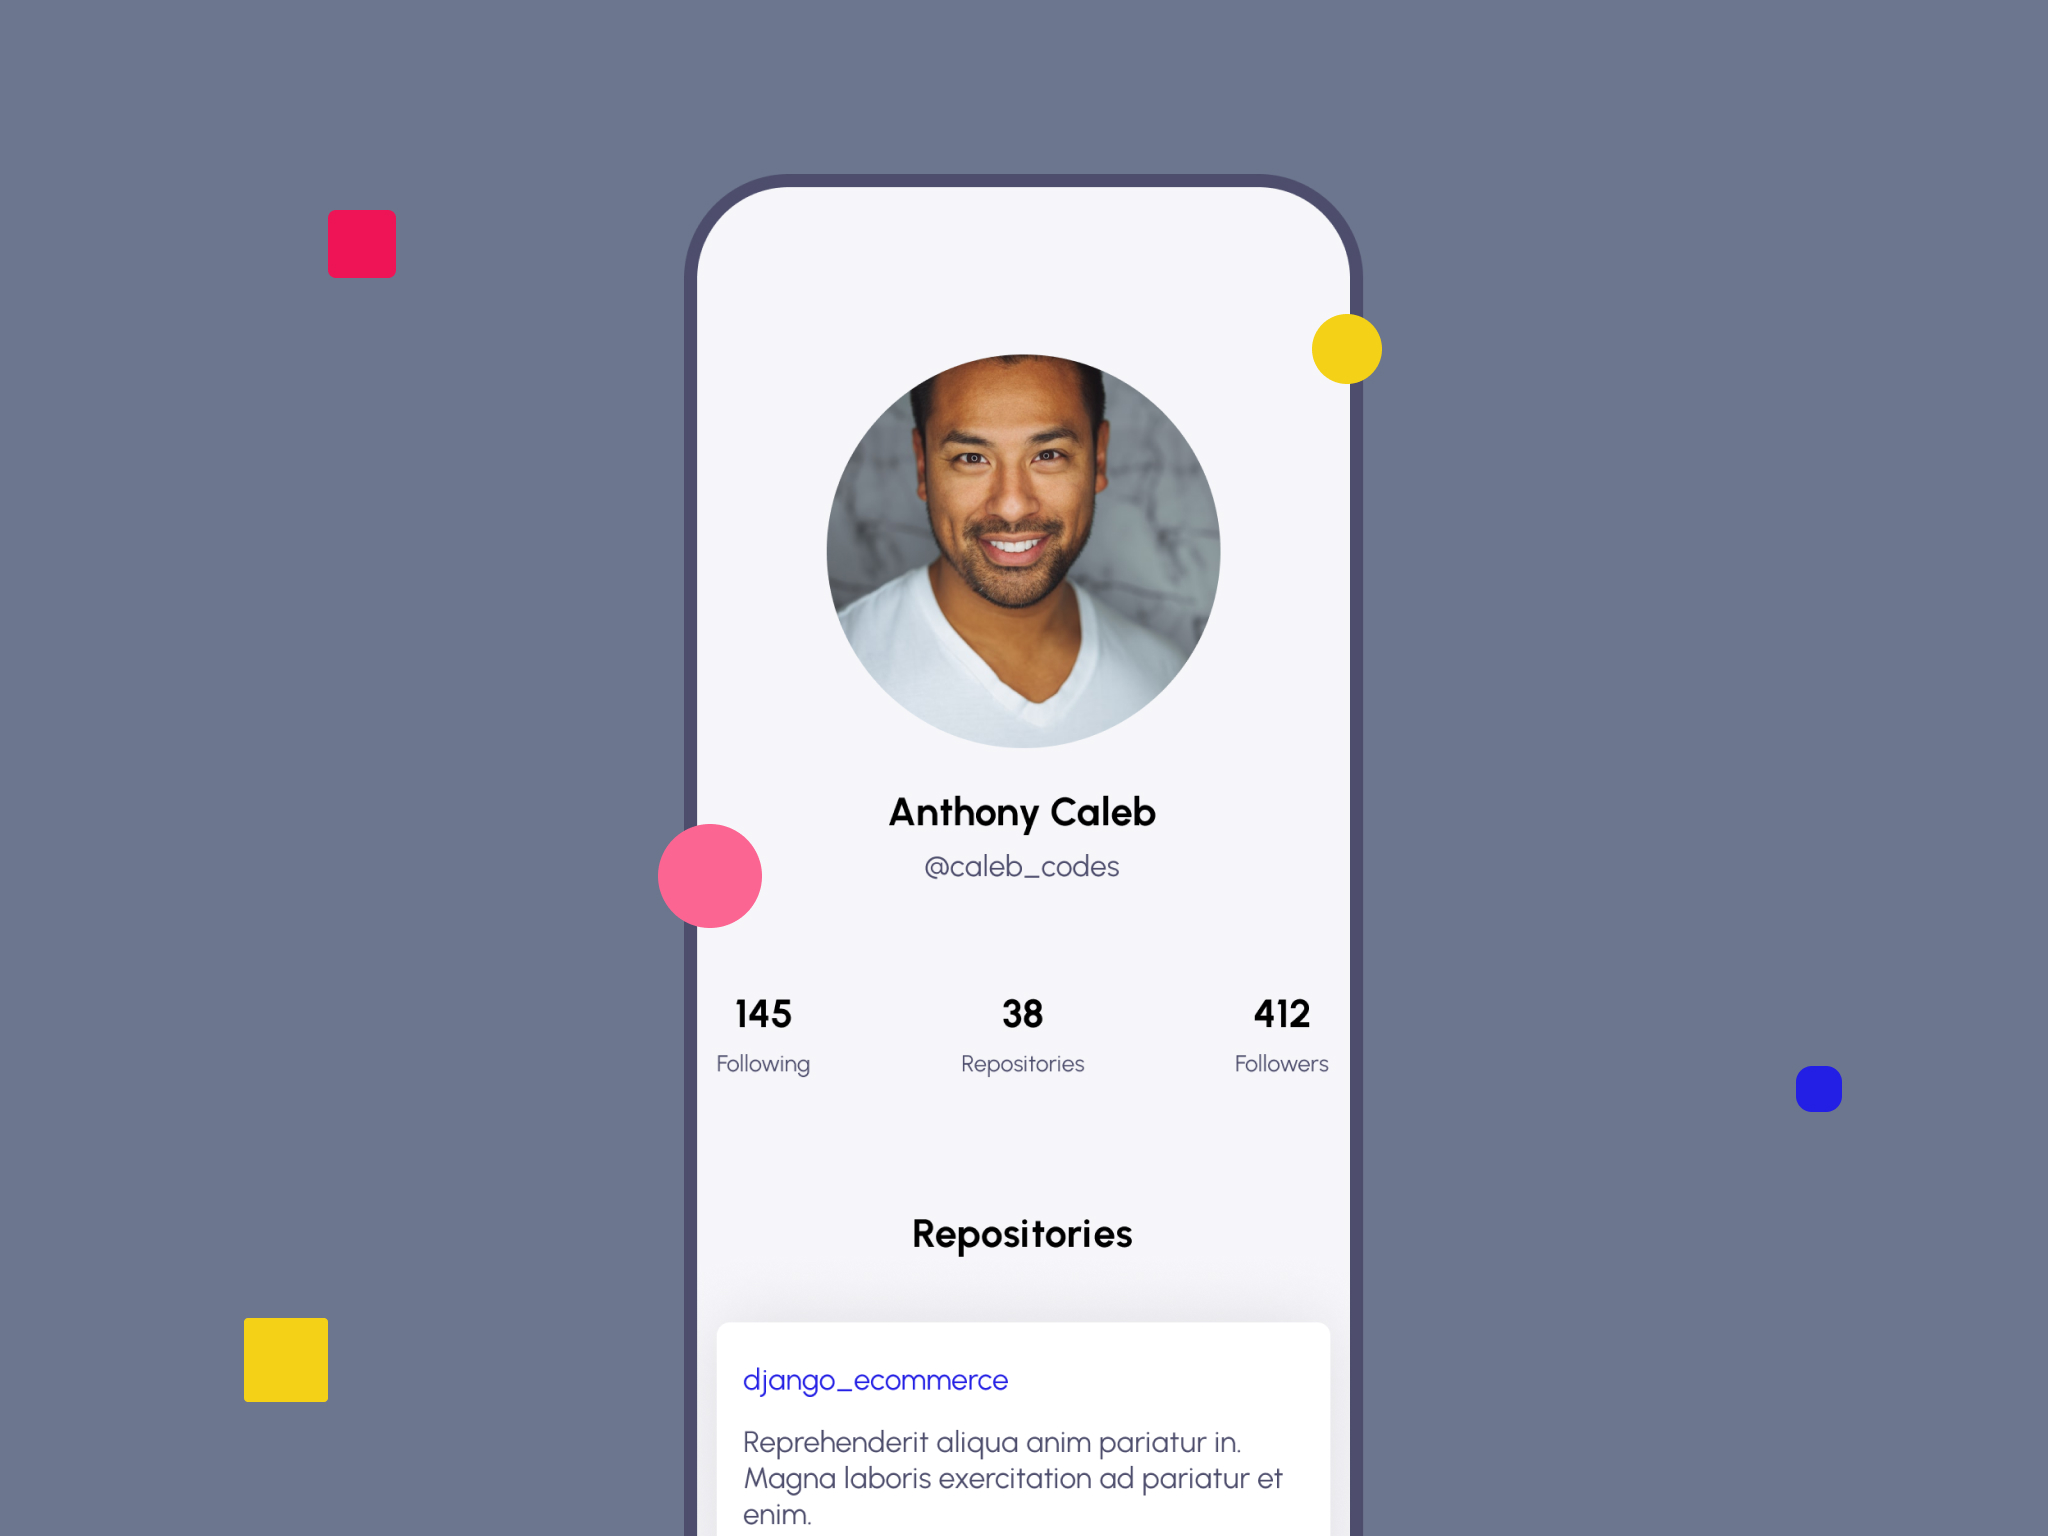 Anthony Caleb
@caleb_codes
145 38 412
Following Repositories Followers
Repositories
django_ecommerce
Reprehenderit aliqua anim pariatur in.
Magna laboris exercitation ad pariatur et
enim.